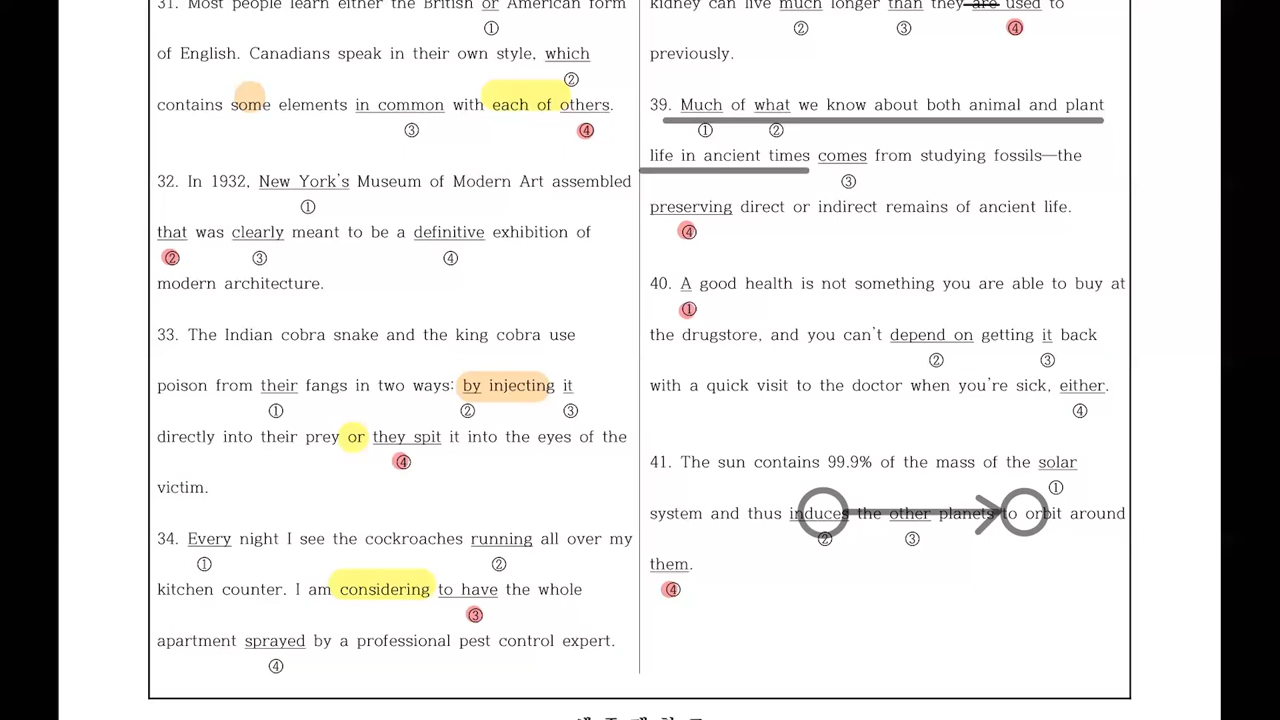 31. Most people learn either the British or American form
①
of English. Canadians speak in their own style, which
②
contains some elements in common with each of others.
③ ④
32. In 1932, New York's Museum of Modern Art assembled
①
that was clearly meant to be a definitive exhibition of
② ③ ④
modern architecture.
33. The Indian cobra snake and the king cobra use
poison from their fangs in two ways: by injecting it
① ② ③
directly into their prey or they spit it into the eyes of the
④
victim.
34. Every night I see the cockroaches running all over my
① ②
kitchen counter. I am considering to have the whole
③
apartment sprayed by a professional pest control expert.
④
kidney can live much longer than they are used to
② ③ ④
previously.
39. Much of what we know about both animal and plant
① ②
life in ancient times comes from studying fossils—the
③
preserving direct or indirect remains of ancient life.
④
40. A good health is not something you are able to buy at
①
the drugstore, and you can't depend on getting it back
② ③
with a quick visit to the doctor when you're sick, either.
④
41. The sun contains 99.9% of the mass of the solar
①
system and thus induces the other planets to orbit around
② ③
them.
④